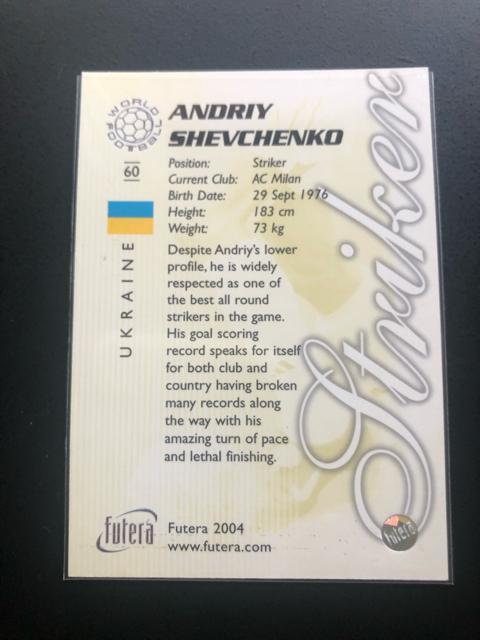 WORLD FOOTBALL
ANDRIY
SHEVCHENKO
60
Position: Striker
Current Club: AC Milan
Birth Date: 29 Sept 1976
Height: 183 cm
Weight: 73 kg
UKRAINE
Despite Andriy's lower
profile, he is widely
respected as one of
the best all round
strikers in the game.
His goal scoring
record speaks for itself
for both club and
country having broken
many records along
the way with his
amazing turn of pace
and lethal finishing.
Striker
futera
Futera 2004
www.futera.com
futera